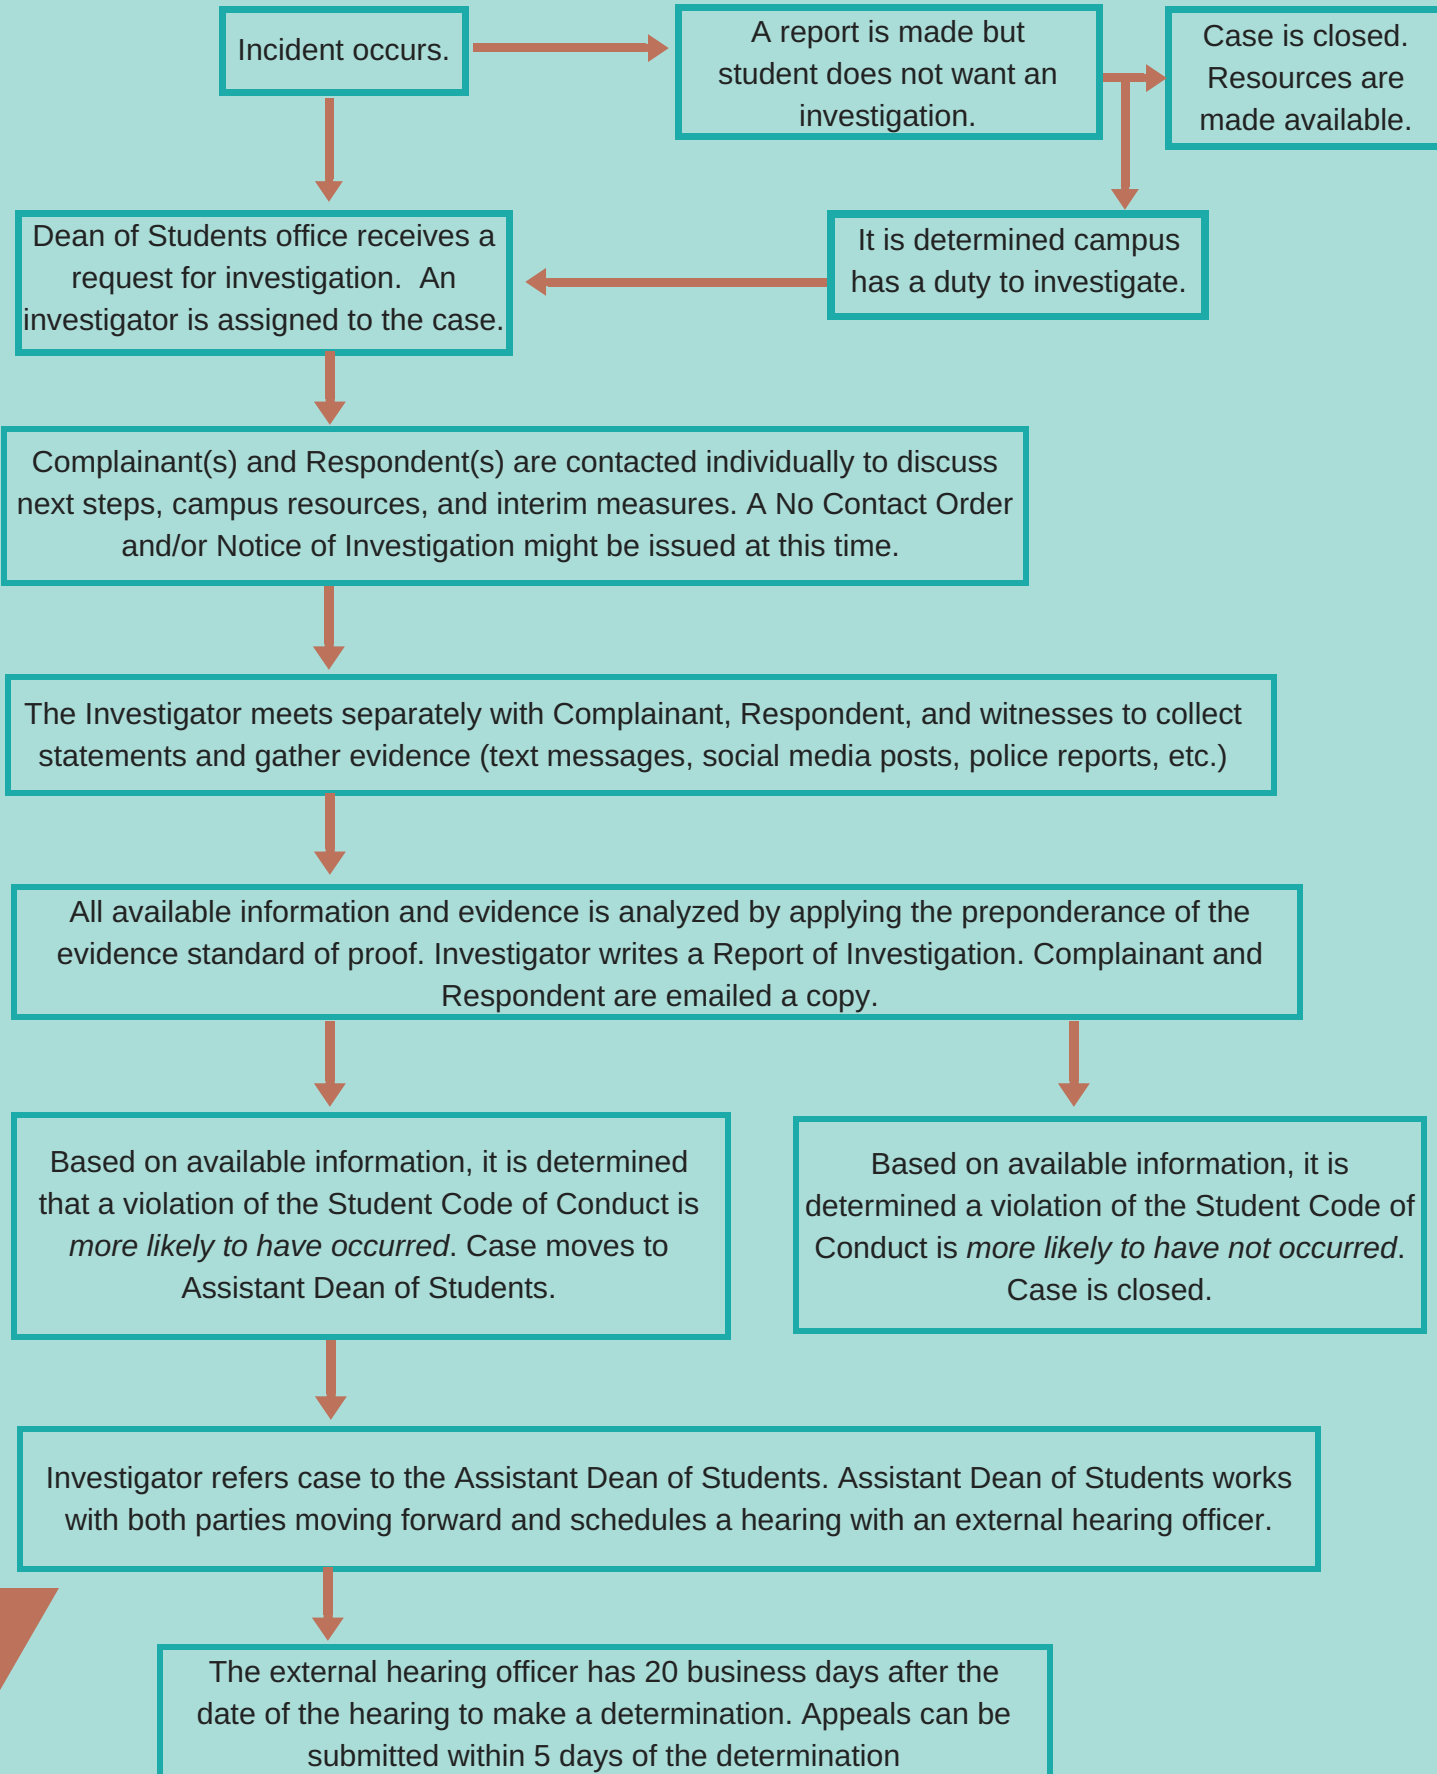 Incident occurs.
A report is made but
student does not want an
investigation.
Case is closed.
Resources are
made available.
Dean of Students office receives a
request for investigation.  An
investigator is assigned to the case.
It is determined campus
has a duty to investigate.
Complainant(s) and Respondent(s) are contacted individually to discuss
next steps, campus resources, and interim measures. A No Contact Order
and/or Notice of Investigation might be issued at this time.
The Investigator meets separately with Complainant, Respondent, and witnesses to collect
statements and gather evidence (text messages, social media posts, police reports, etc.)
All available information and evidence is analyzed by applying the preponderance of the
evidence standard of proof. Investigator writes a Report of Investigation. Complainant and
Respondent are emailed a copy.
Based on available information, it is determined
that a violation of the Student Code of Conduct is
more likely to have occurred. Case moves to
Assistant Dean of Students.
Based on available information, it is
determined a violation of the Student Code of
Conduct is more likely to have not occurred.
Case is closed.
Investigator refers case to the Assistant Dean of Students. Assistant Dean of Students works
with both parties moving forward and schedules a hearing with an external hearing officer.
The external hearing officer has 20 business days after the
date of the hearing to make a determination. Appeals can be
submitted within 5 days of the determination